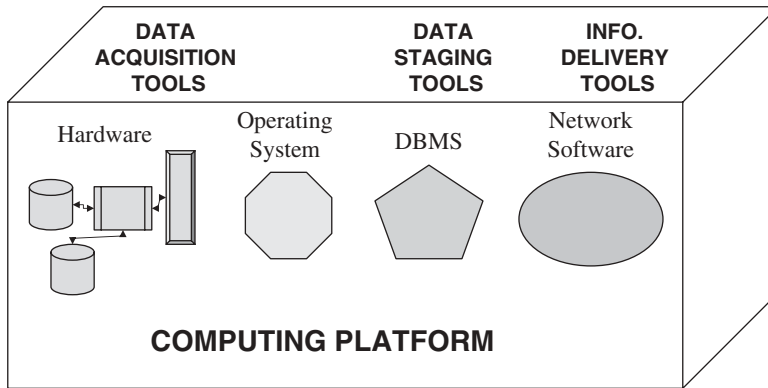 DATA
ACQUISITION
TOOLS
DATA
STAGING
TOOLS
INFO.
DELIVERY
TOOLS
Hardware
Operating
System
DBMS
Network
Software
COMPUTING PLATFORM